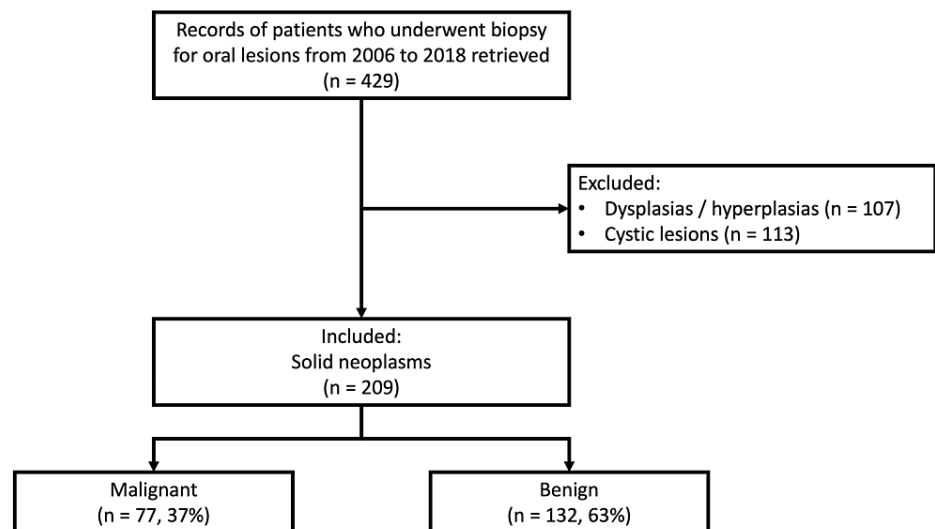 Records of patients who underwent biopsy
for oral lesions from 2006 to 2018 retrieved
(n = 429)
Excluded:
• Dysplasias / hyperplasias (n = 107)
• Cystic lesions (n = 113)
Included:
Solid neoplasms
(n = 209)
Malignant
(n = 77, 37%)
Benign
(n = 132, 63%)